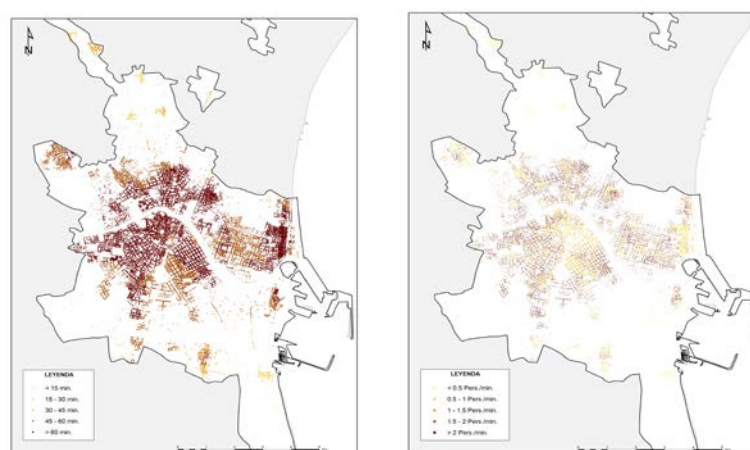 N
LEYENDA
< 15 min.
15 - 30 min.
30 - 45 min.
45 - 60 min.
> 60 min.
N
LEYENDA
< 0.5 Pers./min.
0.5 - 1 Pers./min.
1 - 1.5 Pers./min.
1.5 - 2 Pers./min.
> 2 Pers./min.